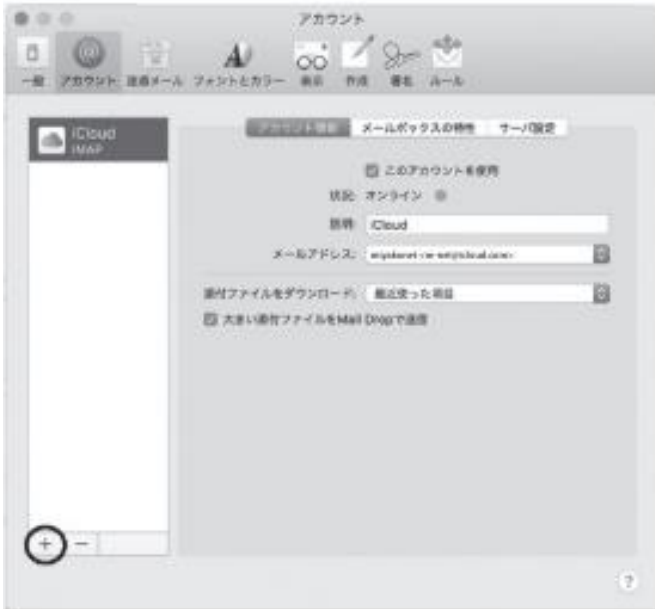 アカウント
一般 アカウント 迷惑メール フォントとカラー 表示 作成 署名 ルール
iCloud
IMAP
アカウント情報 メールボックスの特性 サーバ設定
このアカウントを使用
状況: オンライン
説明: iCloud
メールアドレス:
添付ファイルをダウンロード: 最近使った項目
大きい添付ファイルをMail Dropで送信
+ −
?